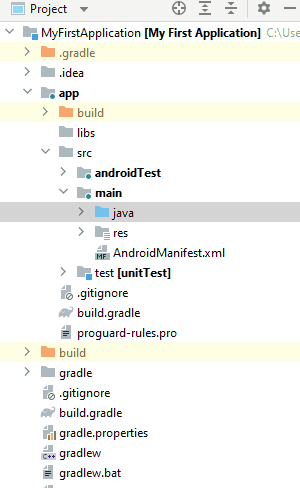 Project
MyFirstApplication [My First Application] C:\Use
.gradle
.idea
app
build
libs
src
androidTest
main
java
res
MF AndroidManifest.xml
test [unitTest]
.gitignore
build.gradle
proguard-rules.pro
build
gradle
.gitignore
build.gradle
gradle.properties
C++ gradlew
gradlew.bat